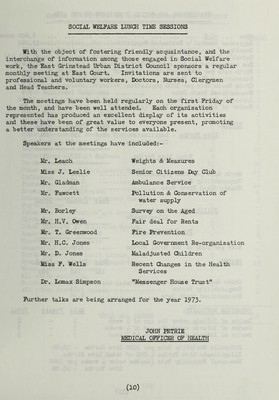 SOCIAL WELFARE LUNCH TIME SESSIONS
With the object of fostering friendly acquaintance, and the
interchange of information among those engaged in Social Welfare
work, the East Grinstead Urban District Council sponsors a regular
monthly meeting at East Court. Invitations are sent to
professional and voluntary workers, Doctors, Nurses, Clergymen
and Head Teachers.
The meetings have been held regularly on the first Friday of
the month, and have been well attended. Each organisation
represented has produced an excellent display of its activities
and these have been of great value to everyone present, promoting
a better understanding of the services available.
Speakers at the meetings have included:-
Mr. Leach Weights & Measures
Miss J. Leslie Senior Citizens Day Club
Mr. Gladman Ambulance Service
Mr. Fawcett Pollution & Conservation of
water supply
Mr. Borley Survey on the Aged
Mr. H.V. Owen Fair deal for Rents
Mr. T. Greenwood Fire Prevention
Mr. H.C. Jones Local Government Re-organisation
Mr. D. Jones Maladjusted Children
Miss F. Wells Recent Changes in the Health
Services
Dr. Lomax Simpson "Messenger House Trust"
Further talks are being arranged for the year 1973.
JOHN PETRIE
MEDICAL OFFICER OF HEALTH
(10)